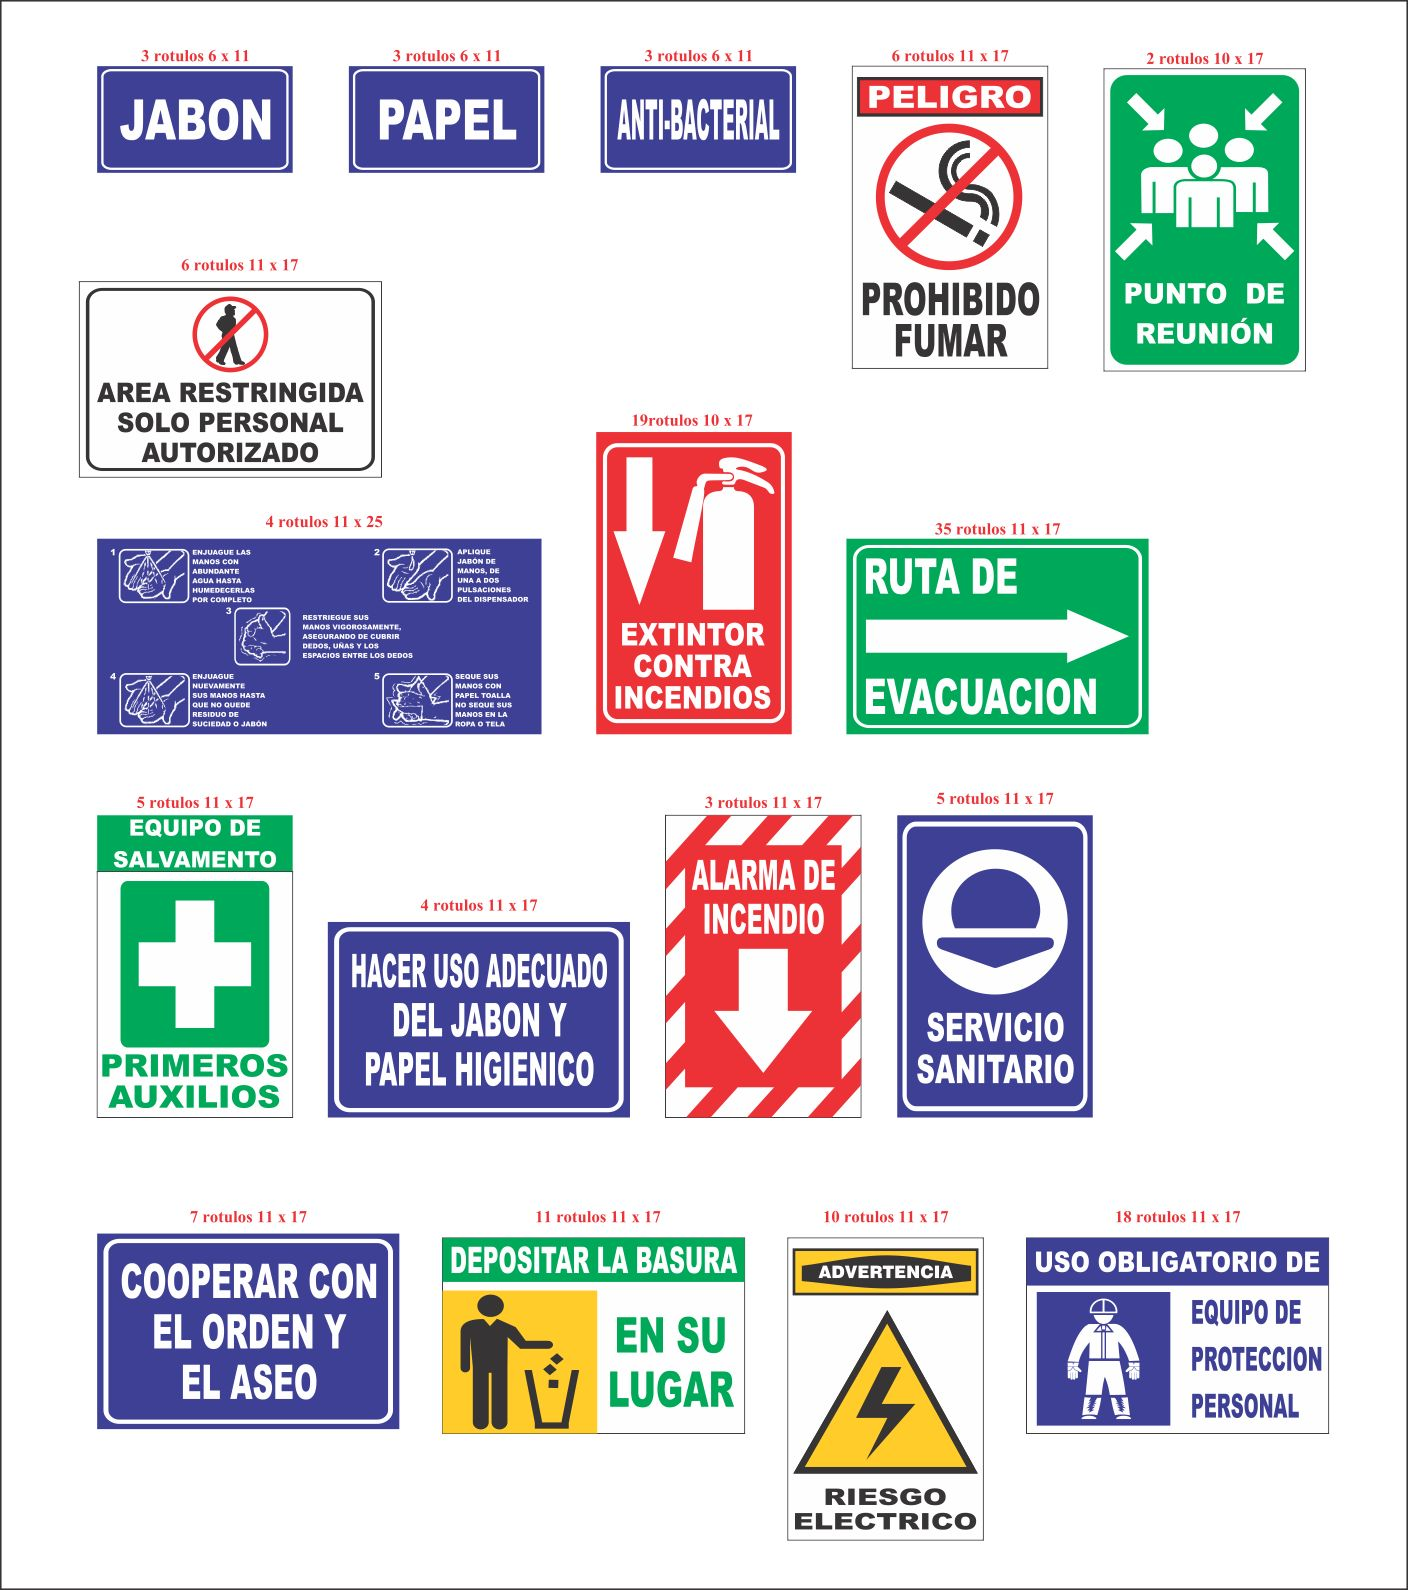 3 rotulos 6 x 11
JABON
3 rotulos 6 x 11
PAPEL
3 rotulos 6 x 11
ANTI-BACTERIAL
6 rotulos 11 x 17
PELIGRO
PROHIBIDO
FUMAR
2 rotulos 10 x 17
PUNTO DE
REUNIÓN
6 rotulos 11 x 17
AREA RESTRINGIDA
SOLO PERSONAL
AUTORIZADO
4 rotulos 11 x 25
1
ENJUAGUE LAS
MANOS CON
ABUNDANTE
AGUA HASTA
HUMEDECERLAS
POR COMPLETO
2
APLIQUE
JABÓN DE
MANOS, DE
UNA A DOS
PULSACIONES
DEL DISPENSADOR
3
RESTRIEGUE SUS
MANOS VIGOROSAMENTE,
ASEGURANDO DE CUBRIR
DEDOS, UÑAS Y LOS
ESPACIOS ENTRE LOS DEDOS
4
ENJUAGUE
NUEVAMENTE
SUS MANOS HASTA
QUE NO QUEDE
RESIDUO DE
SUCIEDAD O JABÓN
5
SEQUE SUS
MANOS CON
PAPEL TOALLA
NO SEQUE SUS
MANOS EN LA
ROPA O TELA
19rotulos 10 x 17
EXTINTOR
CONTRA
INCENDIOS
35 rotulos 11 x 17
RUTA DE
EVACUACION
5 rotulos 11 x 17
EQUIPO DE
SALVAMENTO
PRIMEROS
AUXILIOS
4 rotulos 11 x 17
HACER USO ADECUADO
DEL JABON Y
PAPEL HIGIENICO
3 rotulos 11 x 17
ALARMA DE
INCENDIO
5 rotulos 11 x 17
SERVICIO
SANITARIO
7 rotulos 11 x 17
COOPERAR CON
EL ORDEN Y
EL ASEO
11 rotulos 11 x 17
DEPOSITAR LA BASURA
EN SU
LUGAR
10 rotulos 11 x 17
ADVERTENCIA
RIESGO
ELECTRICO
18 rotulos 11 x 17
USO OBLIGATORIO DE
EQUIPO DE
PROTECCION
PERSONAL